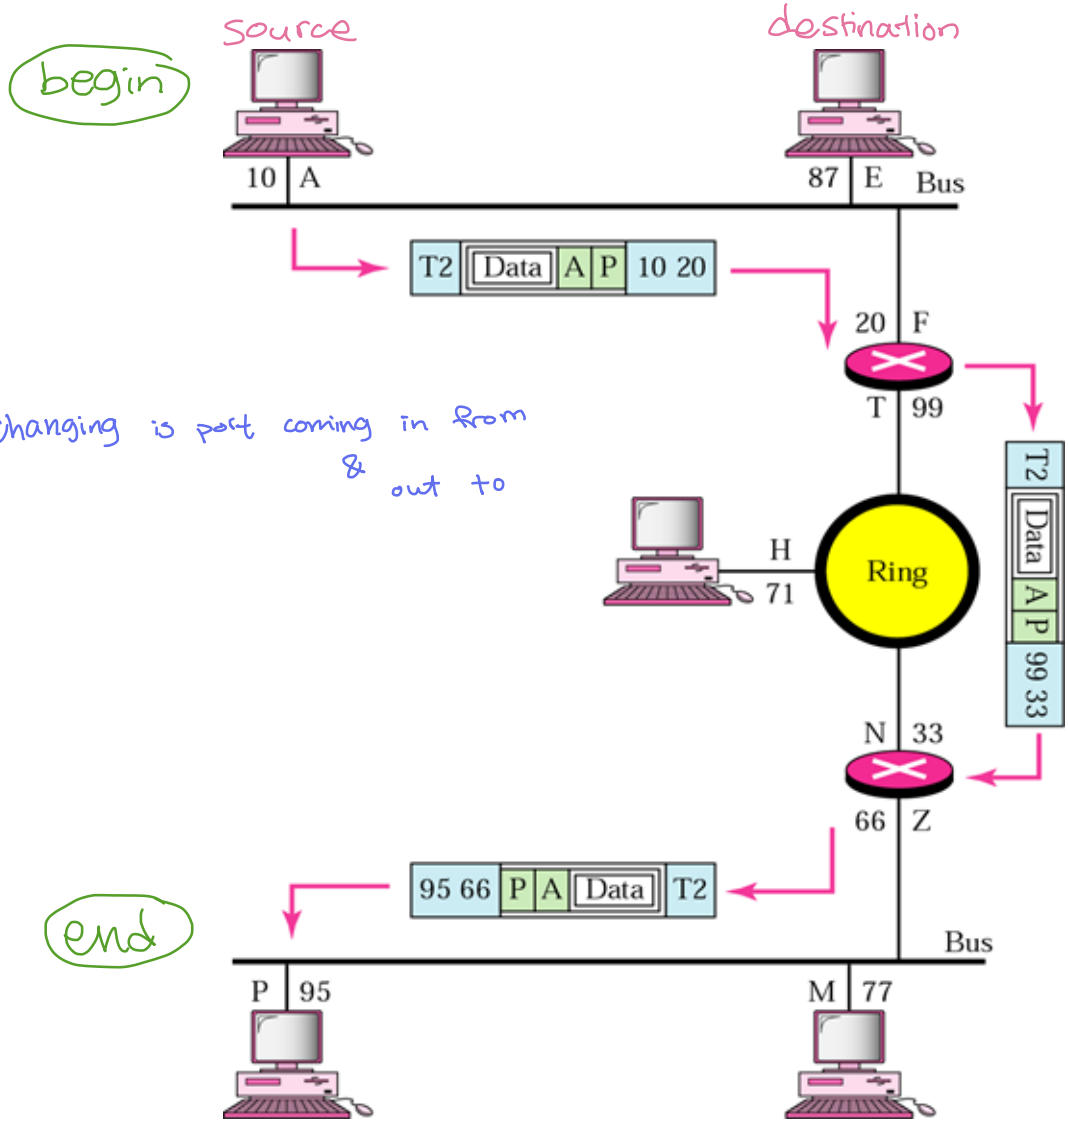 source
destination
begin
10 A
87 E
Bus
T2 Data A P 10 20
20 F
T 99
changing is port coming in from
&
out to
T2 Data A P 99 33
H
71
Ring
N 33
66 Z
95 66 P A Data T2
end
Bus
P 95
M 77